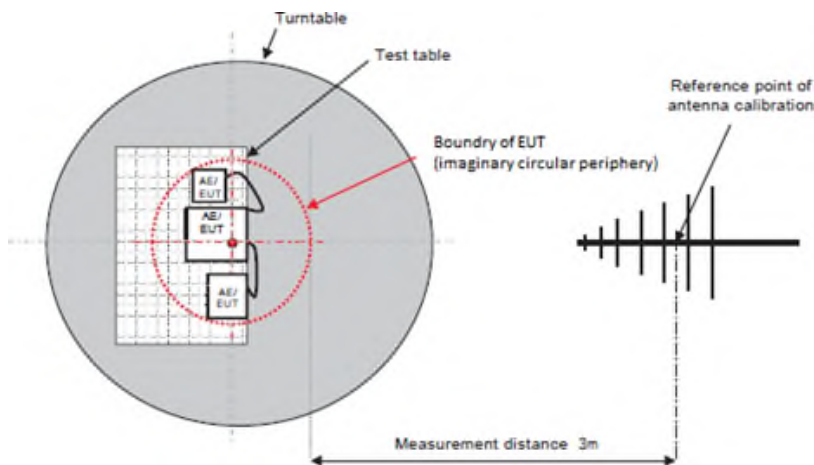 Turntable
Test table
Reference point of
antenna calibration
Boundry of EUT
(imaginary circular periphery)
AE/
EUT
AE/
EUT
AE/
EUT
Measurement distance 3m